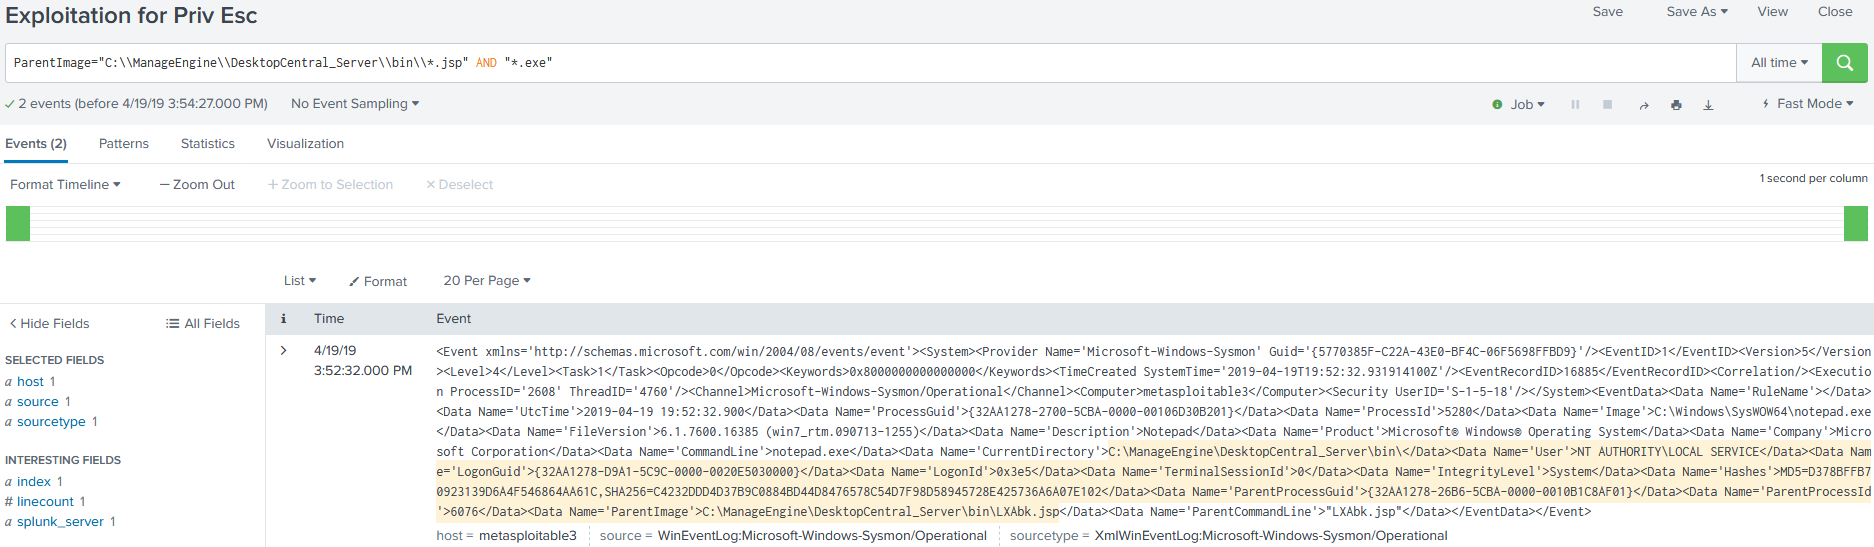 Exploitation for Priv Esc
Save Save As View Close
ParentImage="C:\\ManageEngine\\DesktopCentral_Server\\bin\\*.jsp" AND "*.exe"
All time
2 events (before 4/19/19 3:54:27.000 PM) No Event Sampling
Job Fast Mode
Events (2) Patterns Statistics Visualization
Format Timeline — Zoom Out + Zoom to Selection × Deselect
1 second per column
List Format 20 Per Page
< Hide Fields All Fields
i Time Event
SELECTED FIELDS
a host 1
a source 1
a sourcetype 1
INTERESTING FIELDS
a index 1
# linecount 1
a splunk_server 1
4/19/19
3:52:32.000 PM
<Event xmlns='http://schemas.microsoft.com/win/2004/08/events/event'><System><Provider Name='Microsoft-Windows-Sysmon' Guid='{5770385F-C22A-43E0-BF4C-06F5698FFBD9}'/><EventID>1</EventID><Version>5</Version
><Level>4</Level><Task>1</Task><Opcode>0</Opcode><Keywords>0x8000000000000000</Keywords><TimeCreated SystemTime='2019-04-19T19:52:32.931914100Z'/><EventRecordID>16885</EventRecordID><Correlation/><Executio
n ProcessID='2608' ThreadID='4760'/><Channel>Microsoft-Windows-Sysmon/Operational</Channel><Computer>metasploitable3</Computer><Security UserID='S-1-5-18'/></System><EventData><Data Name='RuleName'></Data>
<Data Name='UtcTime'>2019-04-19 19:52:32.900</Data><Data Name='ProcessGuid'>{32AA1278-2700-5CBA-0000-00106D30B201}</Data><Data Name='ProcessId'>5280</Data><Data Name='Image'>C:\Windows\SysWOW64\notepad.exe
</Data><Data Name='FileVersion'>6.1.7600.16385 (win7_rtm.090713-1255)</Data><Data Name='Description'>Notepad</Data><Data Name='Product'>Microsoft® Windows® Operating System</Data><Data Name='Company'>Micro
soft Corporation</Data><Data Name='CommandLine'>notepad.exe</Data><Data Name='CurrentDirectory'>C:\ManageEngine\DesktopCentral_Server\bin\</Data><Data Name='User'>NT AUTHORITY\LOCAL SERVICE</Data><Data Nam
e='LogonGuid'>{32AA1278-D9A1-5C9C-0000-0020E5030000}</Data><Data Name='LogonId'>0x3e5</Data><Data Name='TerminalSessionId'>0</Data><Data Name='IntegrityLevel'>System</Data><Data Name='Hashes'>MD5=D378BFFB7
0923139D6A4F546864AA61C,SHA256=C4232DDD4D37B9C0884BD44D8476578C54D7F98D58945728E425736A6A07E102</Data><Data Name='ParentProcessGuid'>{32AA1278-26B6-5CBA-0000-0010B1C8AF01}</Data><Data Name='ParentProcessId
'>6076</Data><Data Name='ParentImage'>C:\ManageEngine\DesktopCentral_Server\bin\LXAbk.jsp</Data><Data Name='ParentCommandLine'>"LXAbk.jsp"</Data></EventData></Event>
host = metasploitable3 source = WinEventLog:Microsoft-Windows-Sysmon/Operational sourcetype = XmlWinEventLog:Microsoft-Windows-Sysmon/Operational